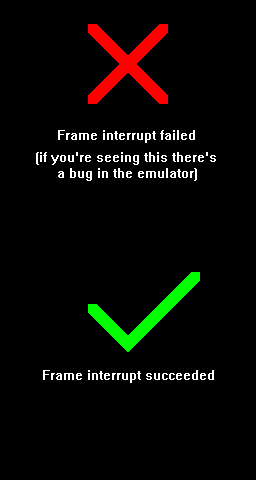 Frame interrupt failed
(if you're seeing this there's
a bug in the emulator)
Frame interrupt succeeded